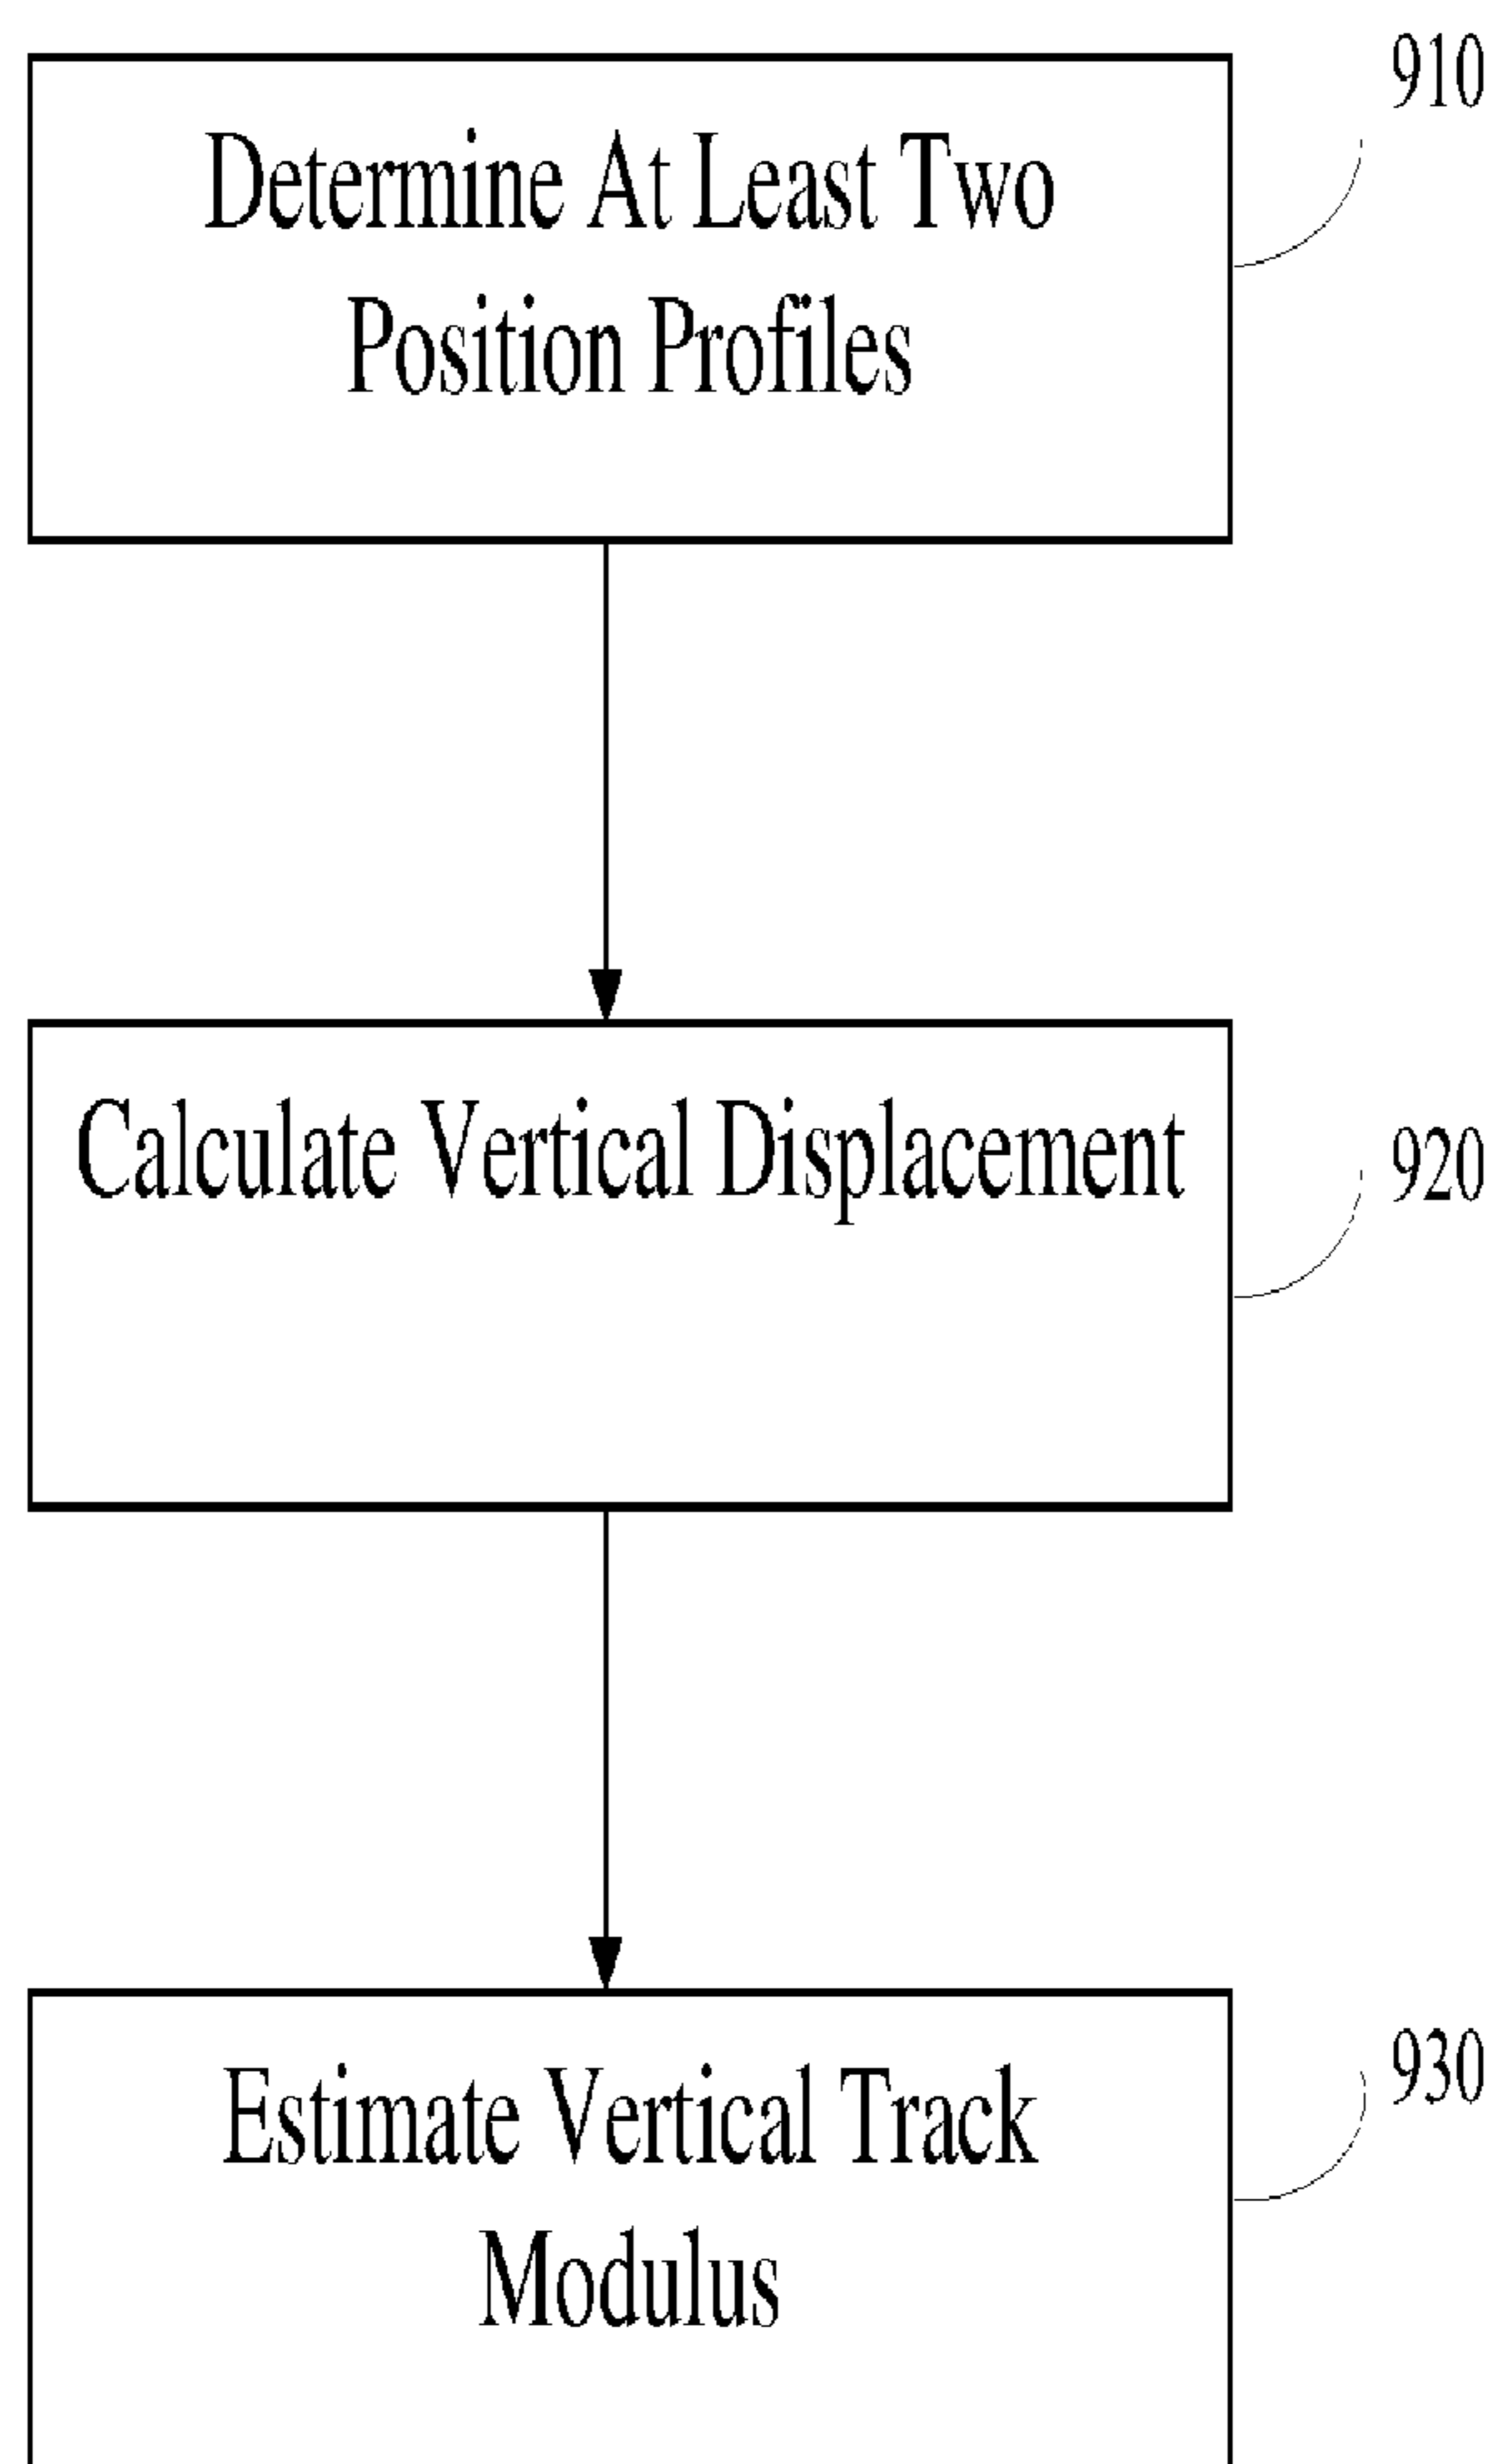 910
Determine At Least Two
Position Profiles
Calculate Vertical Displacement
920
Estimate Vertical Track
Modulus
930